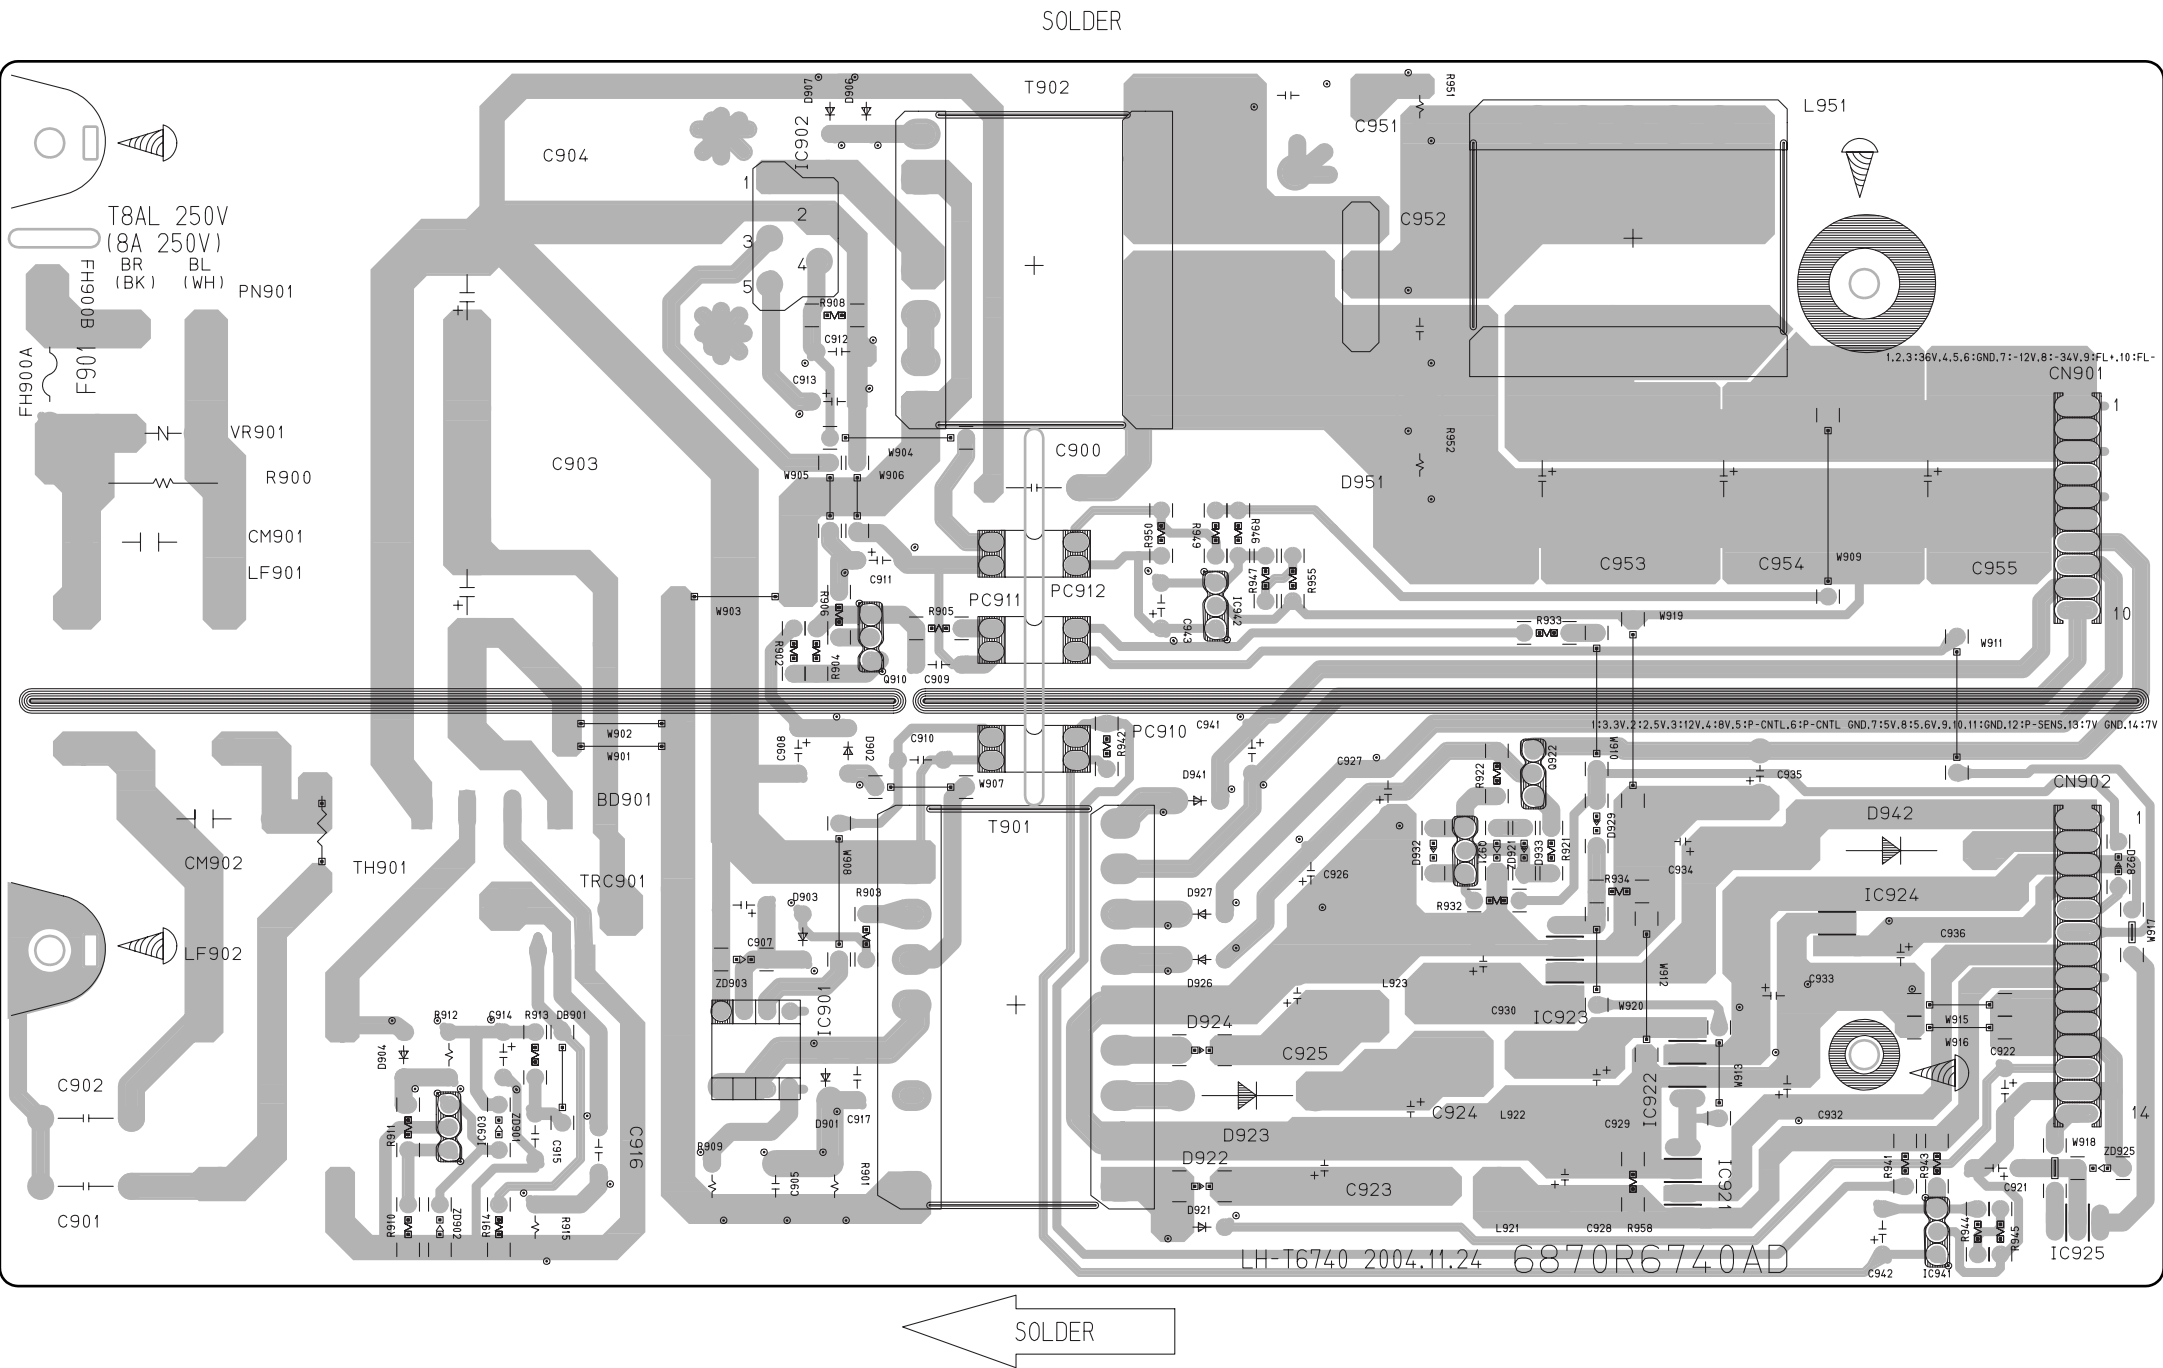 SOLDER
D907
D906
T902
R951
L951
C951
IC902
C904
1
2
3
4
5
T8AL 250V
(8A 250V)
BR
BL
(BK)
(WH)
FH900B
PN901
C952
R908
C912
C913
FH900A
F901
1,2,3:36V,4,5,6:GND,7:-12V,8:-34V,9:FL+,10:FL-
CN901
1
VR901
R900
C903
W904
W905
W906
C900
R952
D951
CM901
LF901
C911
R950
R949
R946
R947
R955
C953
C954
W909
C955
W903
R906
R905
PC911
PC912
IC942
C943
R933
W919
10
W911
R902
R904
Q910
C909
W902
W901
C908
D902
C910
PC910
R942
C941
1:3.3V,2:2.5V,3:12V,4:8V,5:P-CNTL,6:P-CNTL GND,7:5V,8:5.6V,9,10,11:GND,12:P-SENS,13:7V GND,14:7V
C927
R922
Q922
W910
C935
CN902
W907
D941
BD901
T901
D942
1
CM902
TH901
TRC901
W908
D903
R903
D927
C926
D932
Q921
ZD921
D933
R921
D929
C934
R934
R932
IC924
D928
W917
LF902
C907
ZD903
IC901
D926
L923
C930
W912
W920
IC923
C933
C936
W915
W916
C922
D904
R912
C914
R913
DB901
D924
C925
C902
R911
IC903
ZD901
C915
C916
D901
C917
C924
L922
C929
IC922
W913
C932
14
W918
ZD925
D923
D922
R909
C905
R901
C923
IC921
R941
R943
C921
C901
R910
ZD902
R914
R915
D921
L921
C928
R958
R944
R945
IC925
LH-T6740 2004.11.24
6870R6740AD
C942
IC941
SOLDER